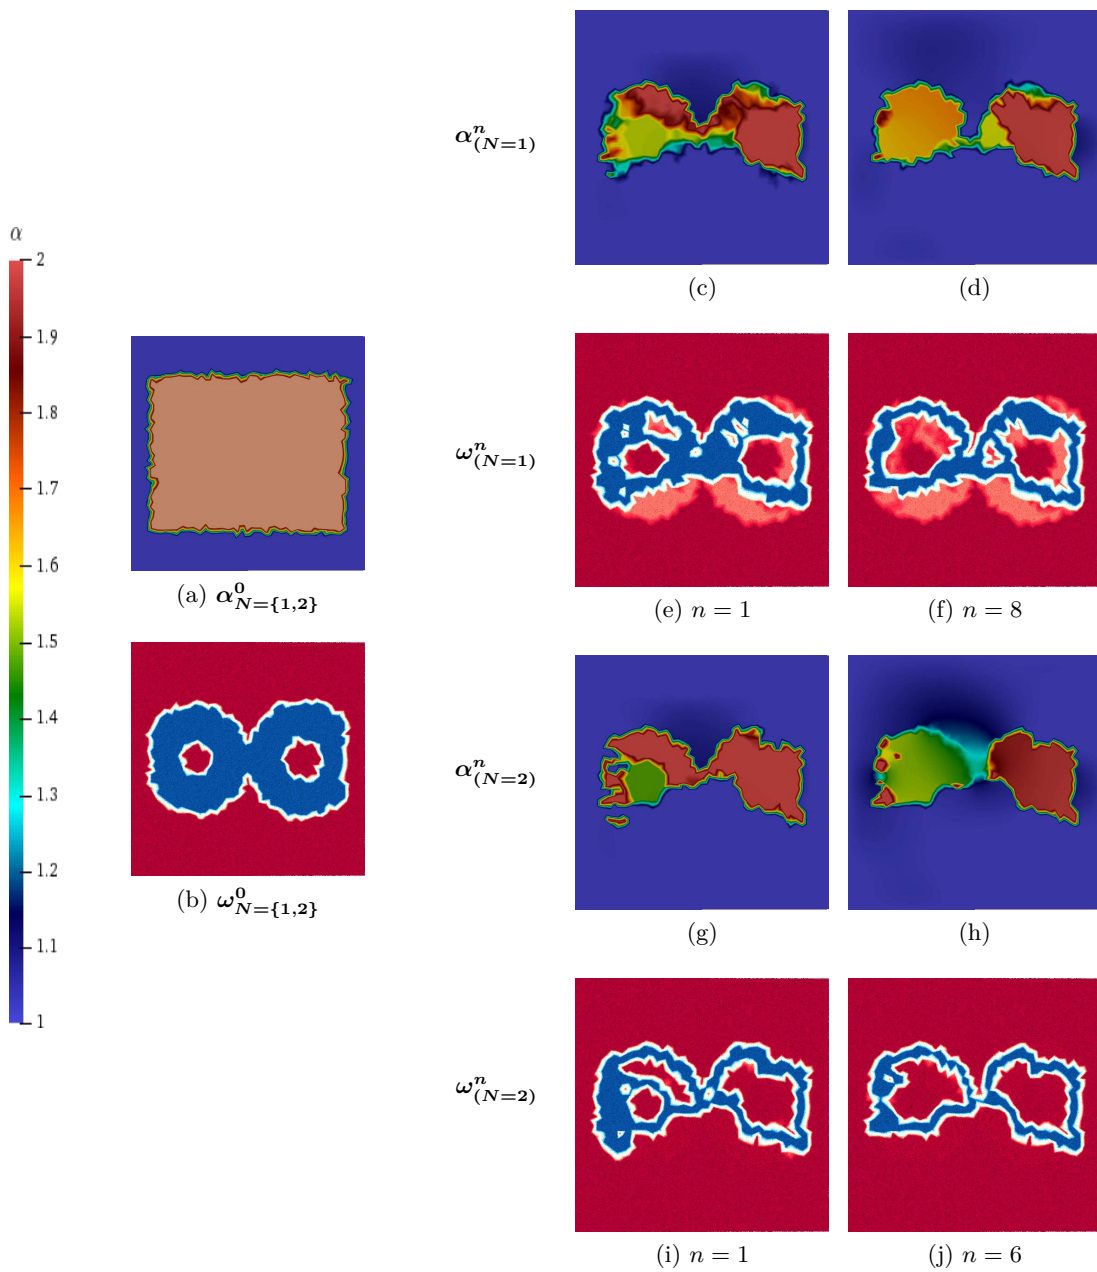 α
2
1.9
1.8
1.7
1.6
1.5
1.4
1.3
1.2
1.1
1
(a) α⁰_{N={1,2}}
(b) ω⁰_{N={1,2}}
αⁿ_{(N=1)}
(c) (d)
ωⁿ_{(N=1)}
(e) n = 1 (f) n = 8
αⁿ_{(N=2)}
(g) (h)
ωⁿ_{(N=2)}
(i) n = 1 (j) n = 6